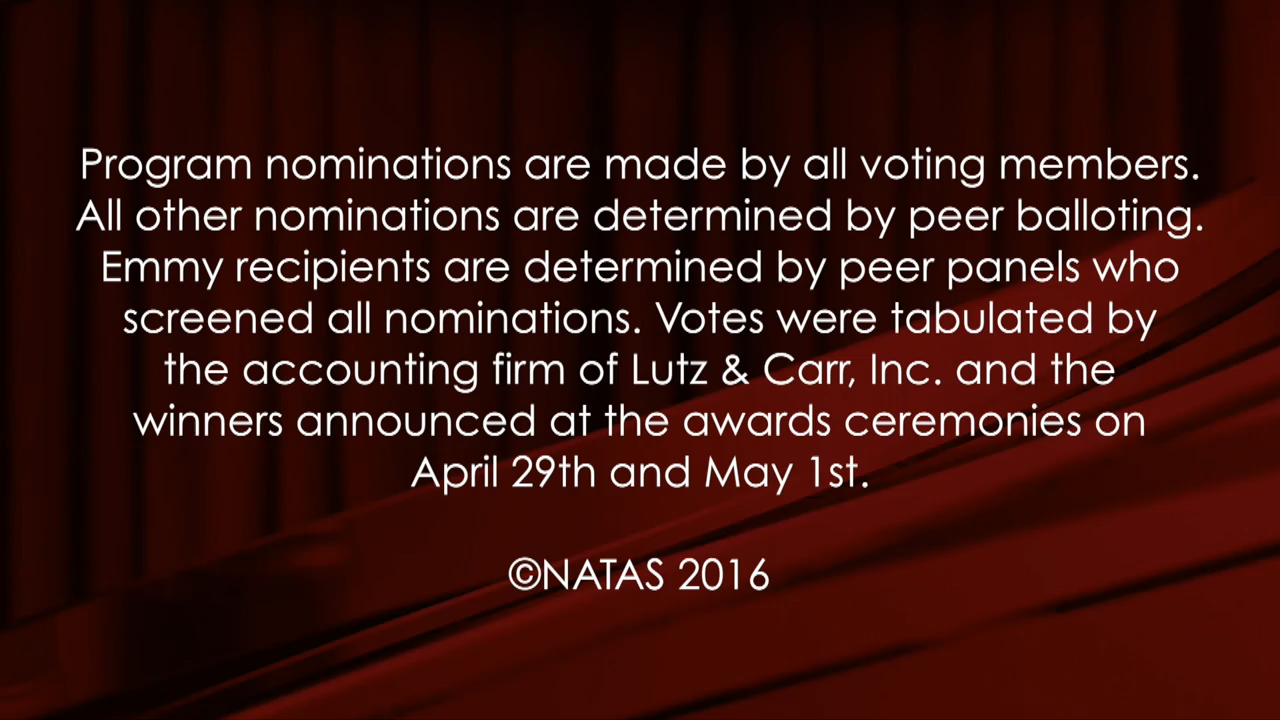 Program nominations are made by all voting members.
All other nominations are determined by peer balloting.
Emmy recipients are determined by peer panels who
screened all nominations. Votes were tabulated by
the accounting firm of Lutz & Carr, Inc. and the
winners announced at the awards ceremonies on
April 29th and May 1st.
©NATAS 2016